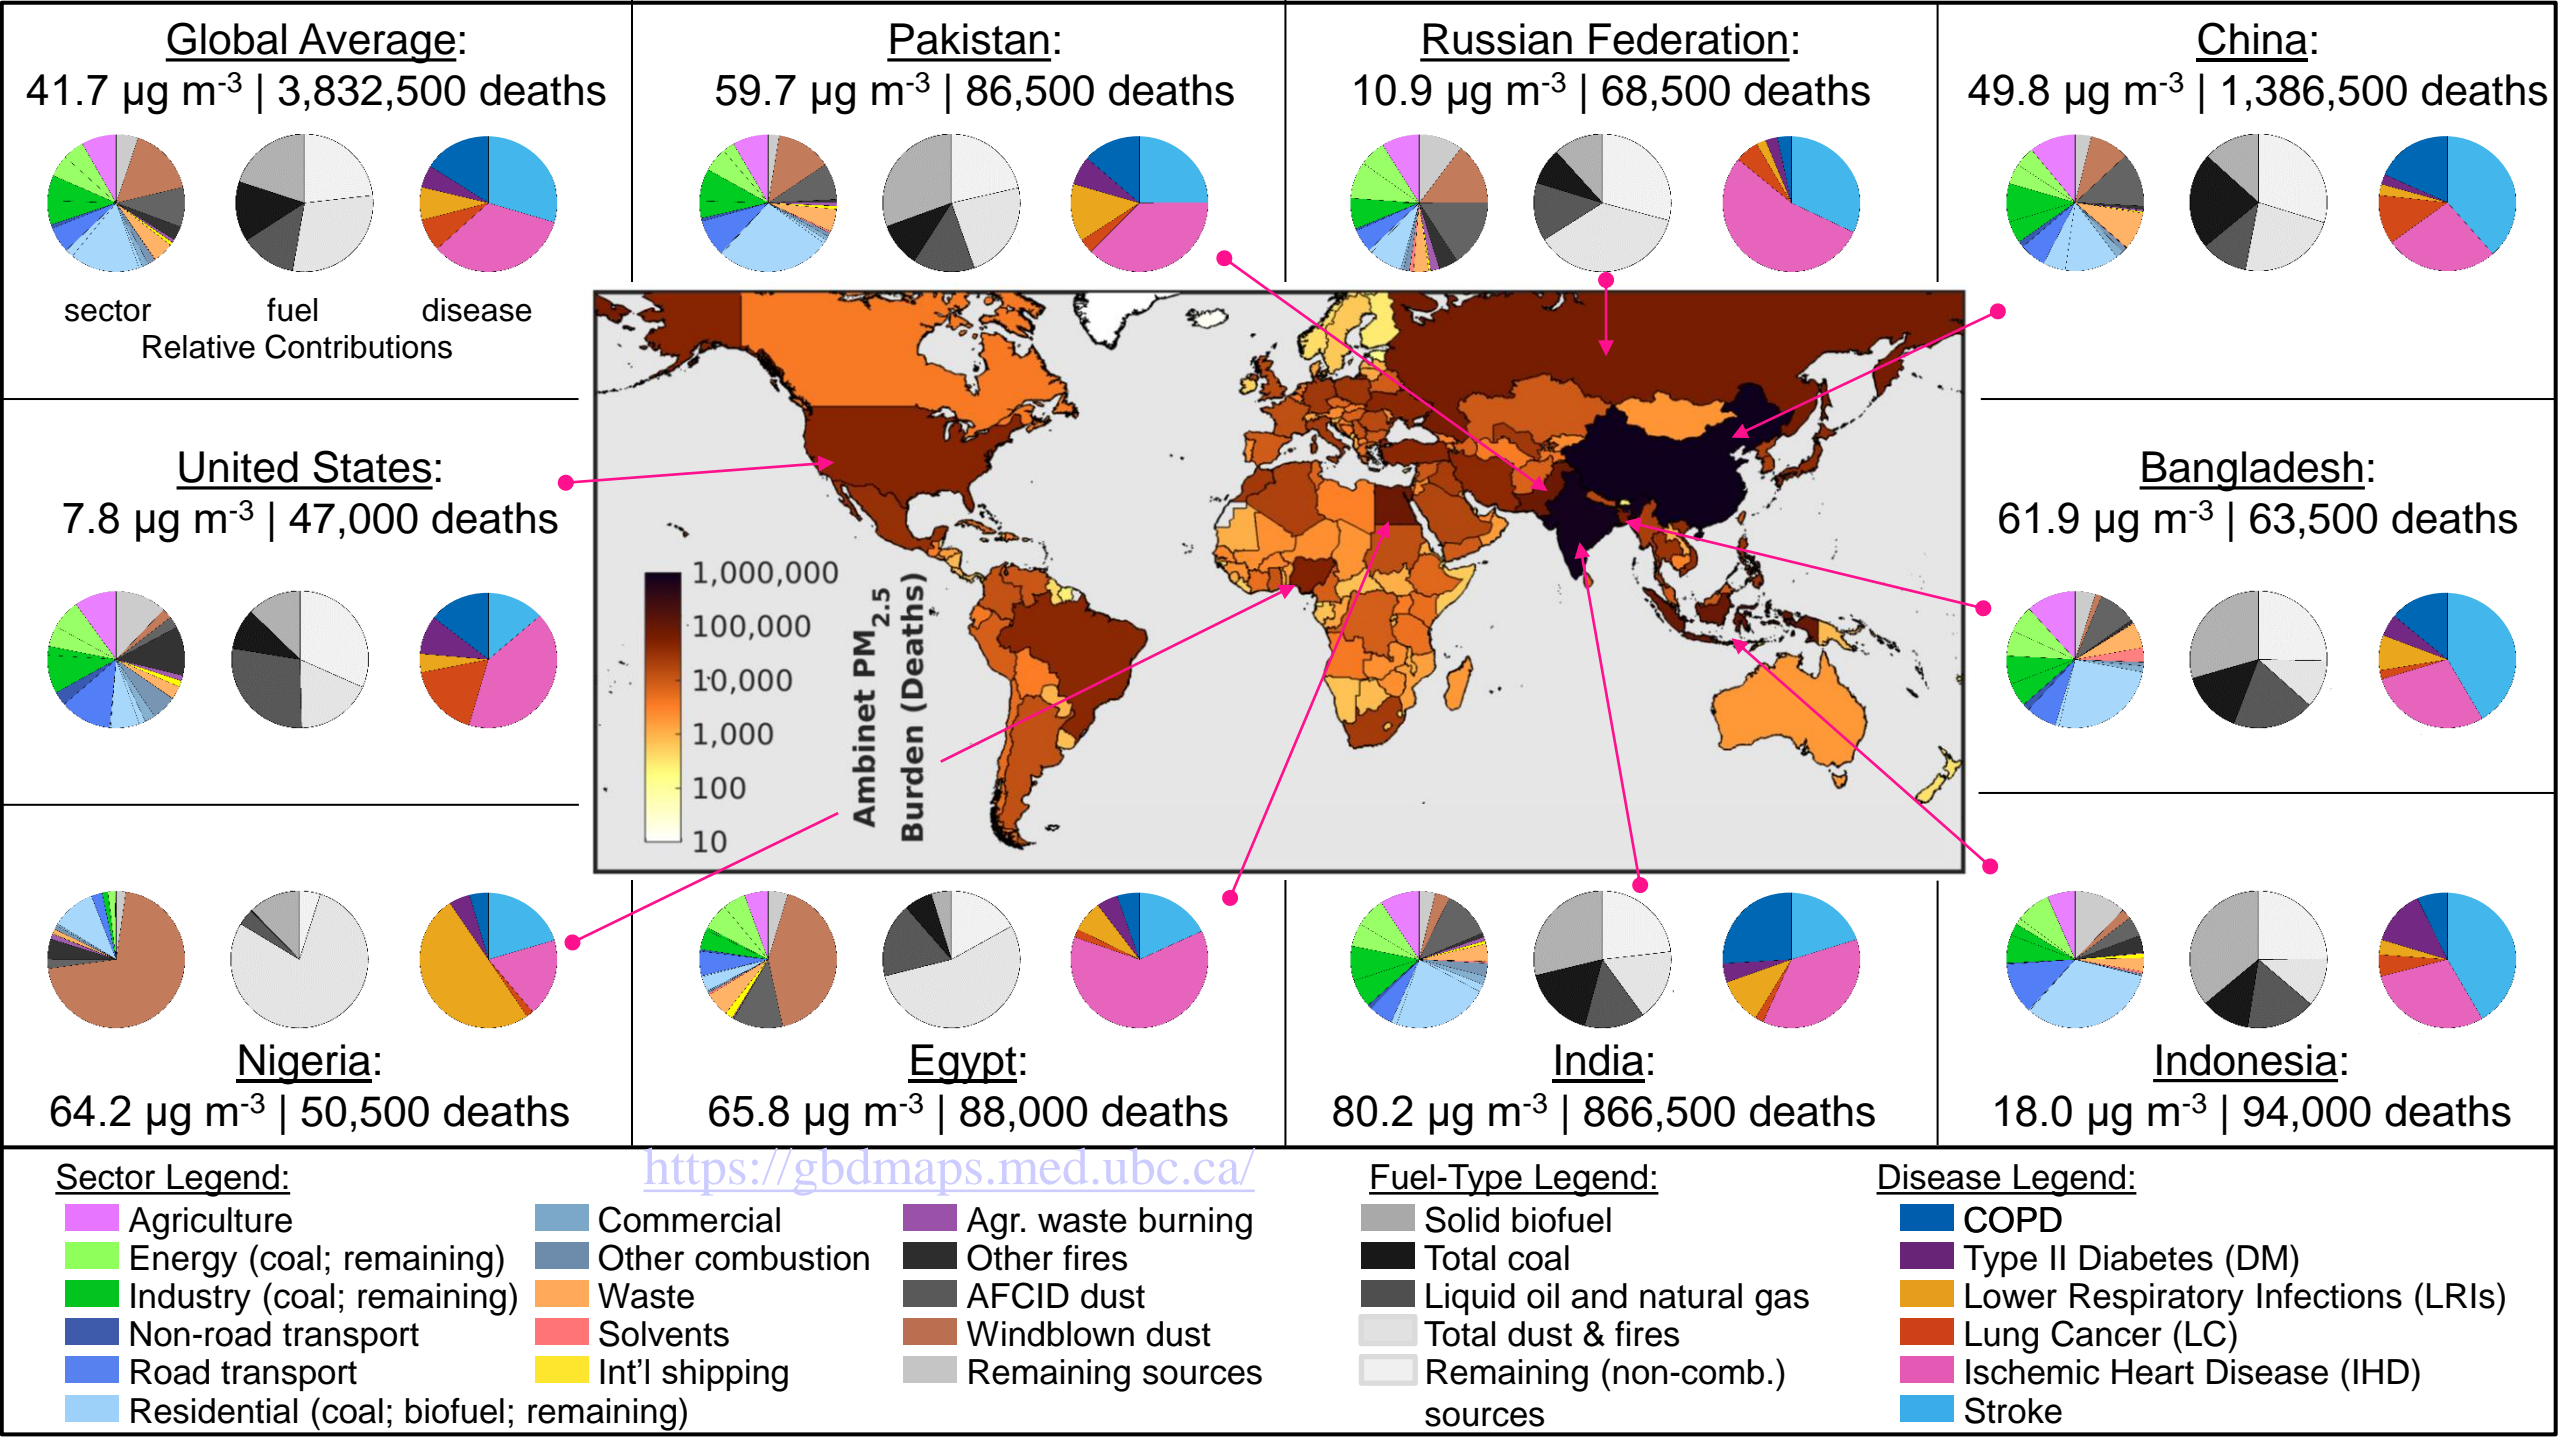 Global Average:
41.7 µg m-3 | 3,832,500 deaths
sector fuel disease
Relative Contributions
Pakistan:
59.7 µg m-3 | 86,500 deaths
Russian Federation:
10.9 µg m-3 | 68,500 deaths
China:
49.8 µg m-3 | 1,386,500 deaths
United States:
7.8 µg m-3 | 47,000 deaths
Bangladesh:
61.9 µg m-3 | 63,500 deaths
1,000,000
100,000
10,000
1,000
100
10
Ambinet PM2.5
Burden (Deaths)
Nigeria:
64.2 µg m-3 | 50,500 deaths
Egypt:
65.8 µg m-3 | 88,000 deaths
India:
80.2 µg m-3 | 866,500 deaths
Indonesia:
18.0 µg m-3 | 94,000 deaths
https://gbdmaps.med.ubc.ca/
Sector Legend:
Agriculture
Energy (coal; remaining)
Industry (coal; remaining)
Non-road transport
Road transport
Residential (coal; biofuel; remaining)
Commercial
Other combustion
Waste
Solvents
Int'l shipping
Agr. waste burning
Other fires
AFCID dust
Windblown dust
Remaining sources
Fuel-Type Legend:
Solid biofuel
Total coal
Liquid oil and natural gas
Total dust & fires
Remaining (non-comb.)
sources
Disease Legend:
COPD
Type II Diabetes (DM)
Lower Respiratory Infections (LRIs)
Lung Cancer (LC)
Ischemic Heart Disease (IHD)
Stroke